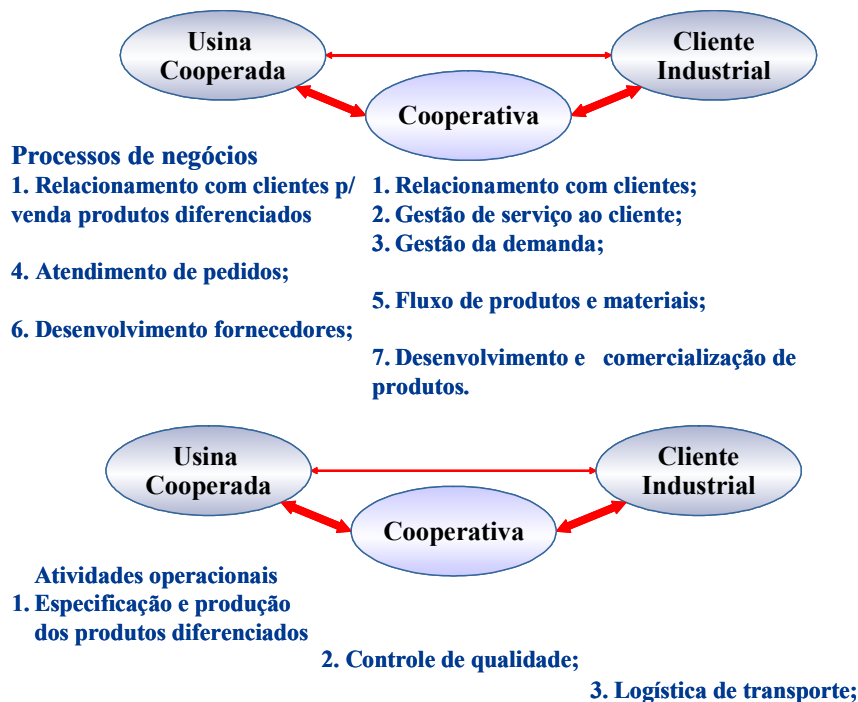 Usina
Cooperada
Cliente
Industrial
Cooperativa
Processos de negócios
1. Relacionamento com clientes p/
venda produtos diferenciados
4. Atendimento de pedidos;
6. Desenvolvimento fornecedores;
1. Relacionamento com clientes;
2. Gestão de serviço ao cliente;
3. Gestão da demanda;
5. Fluxo de produtos e materiais;
7. Desenvolvimento e comercialização de
produtos.
Usina
Cooperada
Cliente
Industrial
Cooperativa
Atividades operacionais
1. Especificação e produção
dos produtos diferenciados
2. Controle de qualidade;
3. Logística de transporte;